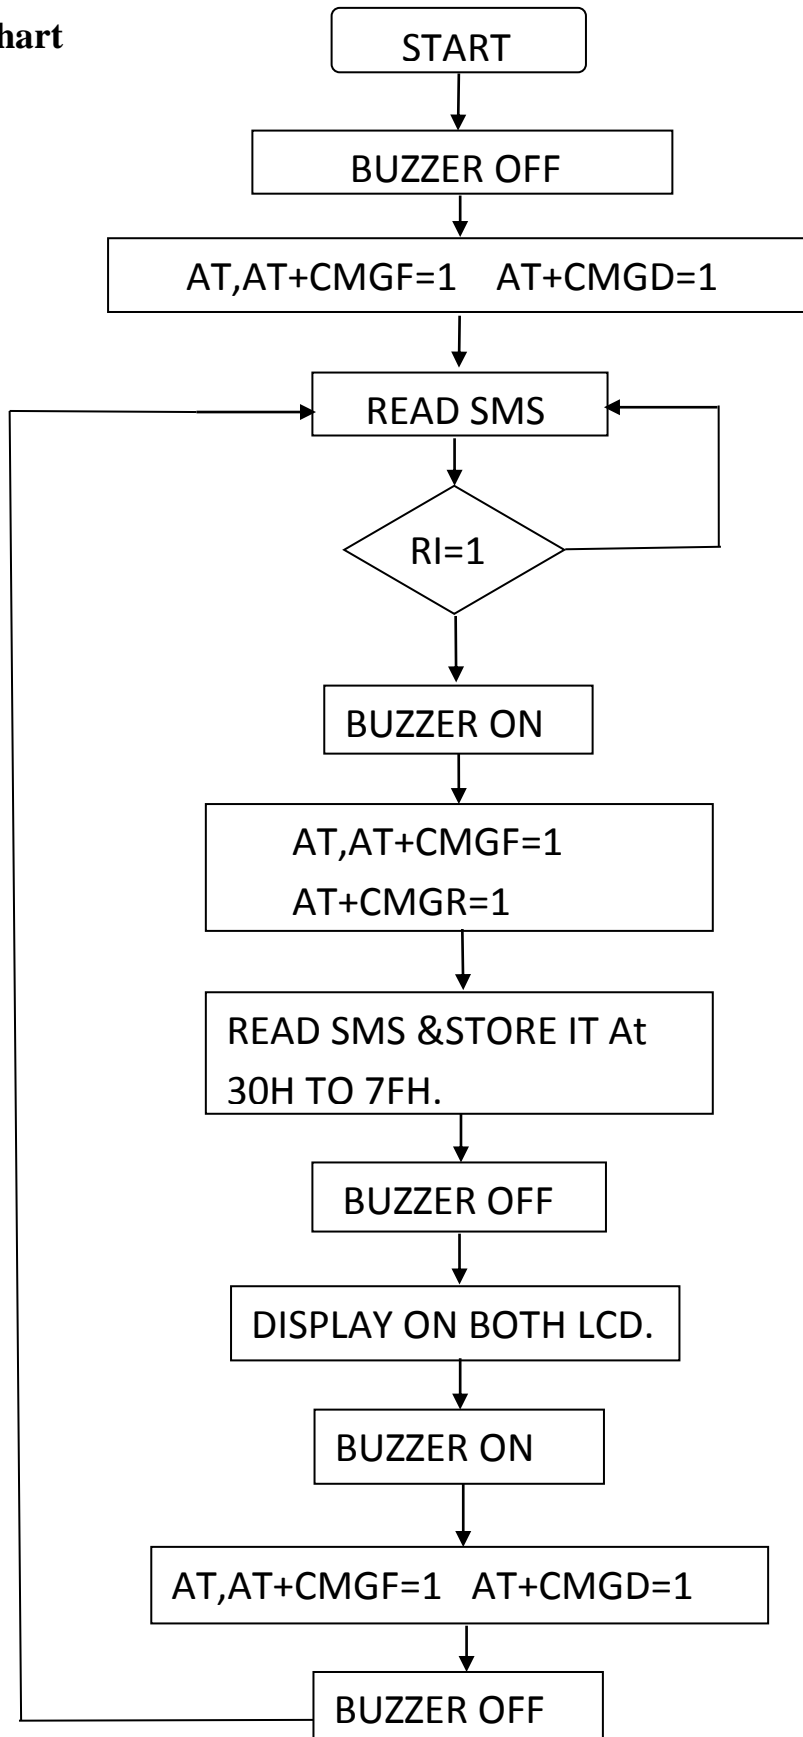 hart
START
BUZZER OFF
AT,AT+CMGF=1 AT+CMGD=1
READ SMS
RI=1
BUZZER ON
AT,AT+CMGF=1
AT+CMGR=1
READ SMS &STORE IT At
30H TO 7FH.
BUZZER OFF
DISPLAY ON BOTH LCD.
BUZZER ON
AT,AT+CMGF=1 AT+CMGD=1
BUZZER OFF